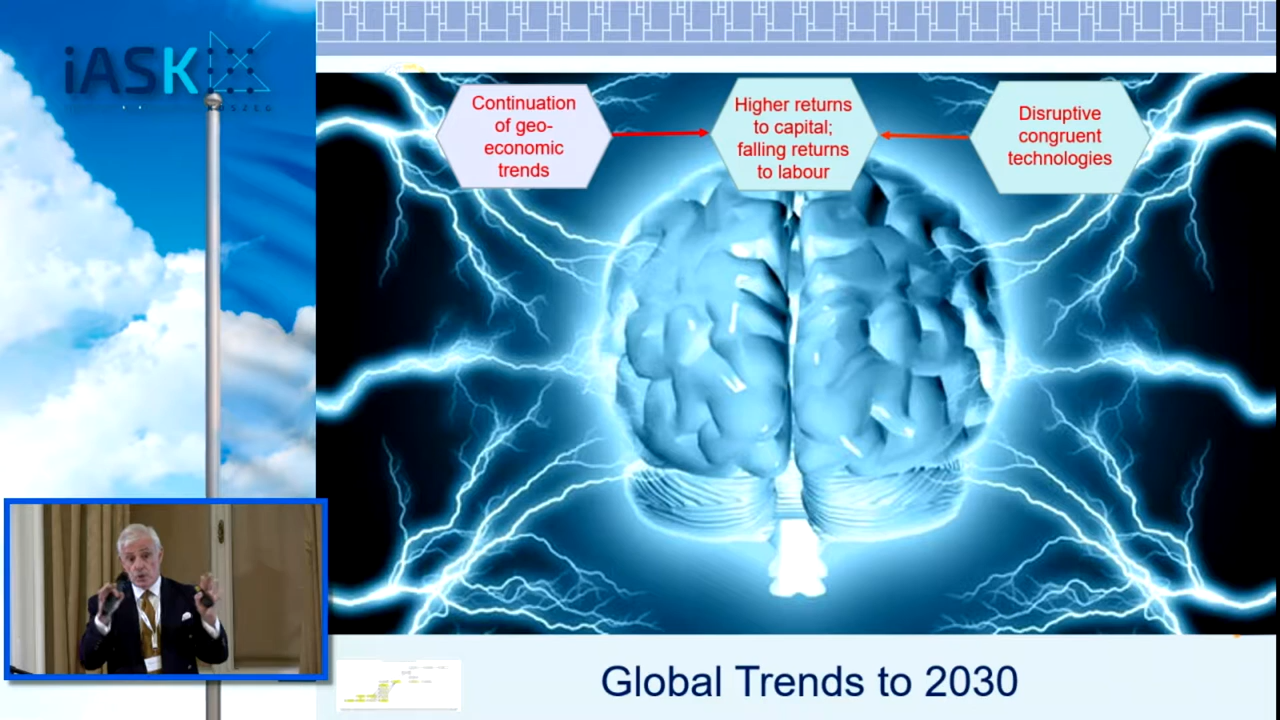 iASK
KOSZEG
Continuation
of geo-
economic
trends
Higher returns
to capital;
falling returns
to labour
Disruptive
congruent
technologies
Global Trends to 2030